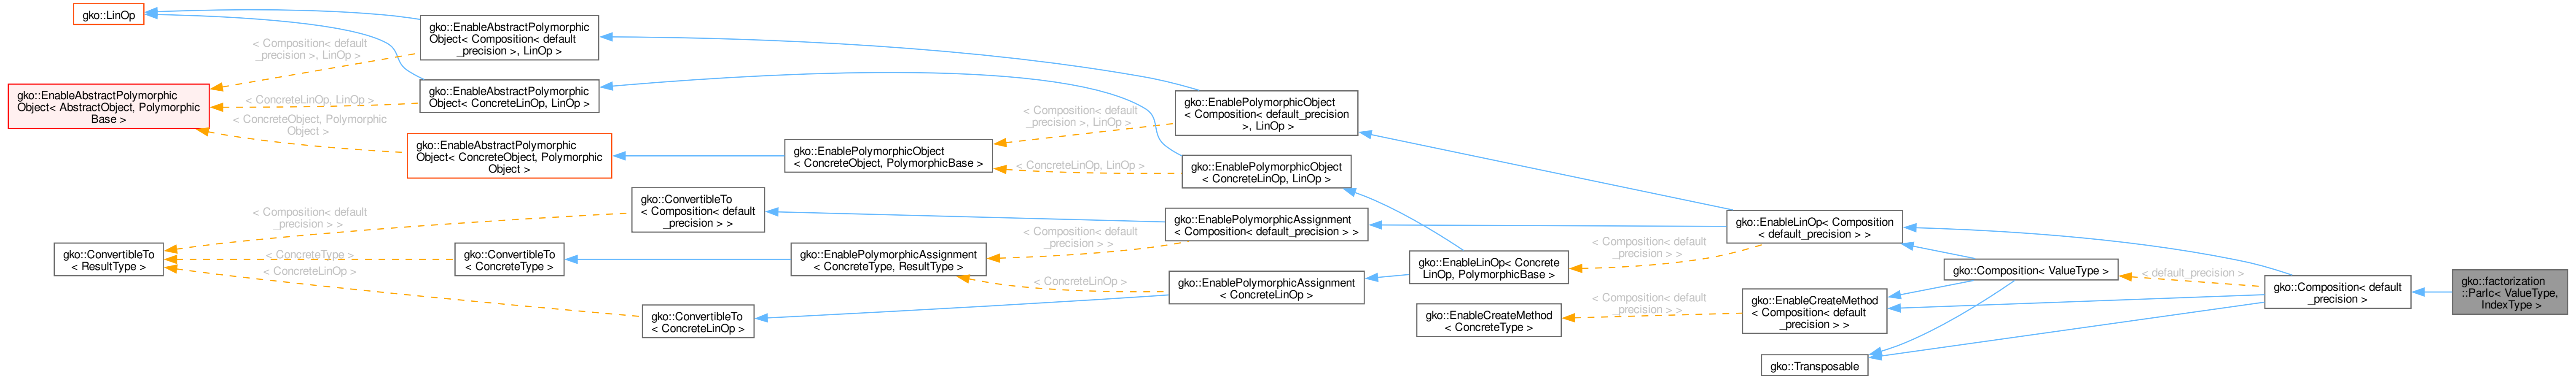 gko::LinOp
gko::EnableAbstractPolymorphic
Object< AbstractObject, Polymorphic
Base >
< Composition< default
_precision >, LinOp >
< ConcreteLinOp, LinOp >
< ConcreteObject, Polymorphic
Object >
gko::ConvertibleTo
< ResultType >
< Composition< default
_precision > >
< ConcreteType >
< ConcreteLinOp >
gko::EnableAbstractPolymorphic
Object< Composition< default
_precision >, LinOp >
gko::EnableAbstractPolymorphic
Object< ConcreteLinOp, LinOp >
gko::EnableAbstractPolymorphic
Object< ConcreteObject, Polymorphic
Object >
gko::ConvertibleTo
< ConcreteType >
gko::ConvertibleTo
< Composition< default
_precision > >
gko::ConvertibleTo
< ConcreteLinOp >
gko::EnablePolymorphicObject
< ConcreteObject, PolymorphicBase >
gko::EnablePolymorphicAssignment
< ConcreteType, ResultType >
< Composition< default
_precision >, LinOp >
< ConcreteLinOp, LinOp >
< Composition< default
_precision > >
< ConcreteLinOp >
gko::EnablePolymorphicObject
< Composition< default_precision
>, LinOp >
gko::EnablePolymorphicObject
< ConcreteLinOp, LinOp >
gko::EnablePolymorphicAssignment
< Composition< default_precision > >
gko::EnablePolymorphicAssignment
< ConcreteLinOp >
gko::EnableLinOp< Concrete
LinOp, PolymorphicBase >
gko::EnableCreateMethod
< ConcreteType >
< Composition< default
_precision > >
< Composition< default
_precision > >
gko::EnableLinOp< Composition
< default_precision > >
gko::EnableCreateMethod
< Composition< default
_precision > >
gko::Transposable
gko::Composition< ValueType >
< default_precision >
gko::Composition< default
_precision >
gko::factorization
::ParIc< ValueType,
IndexType >